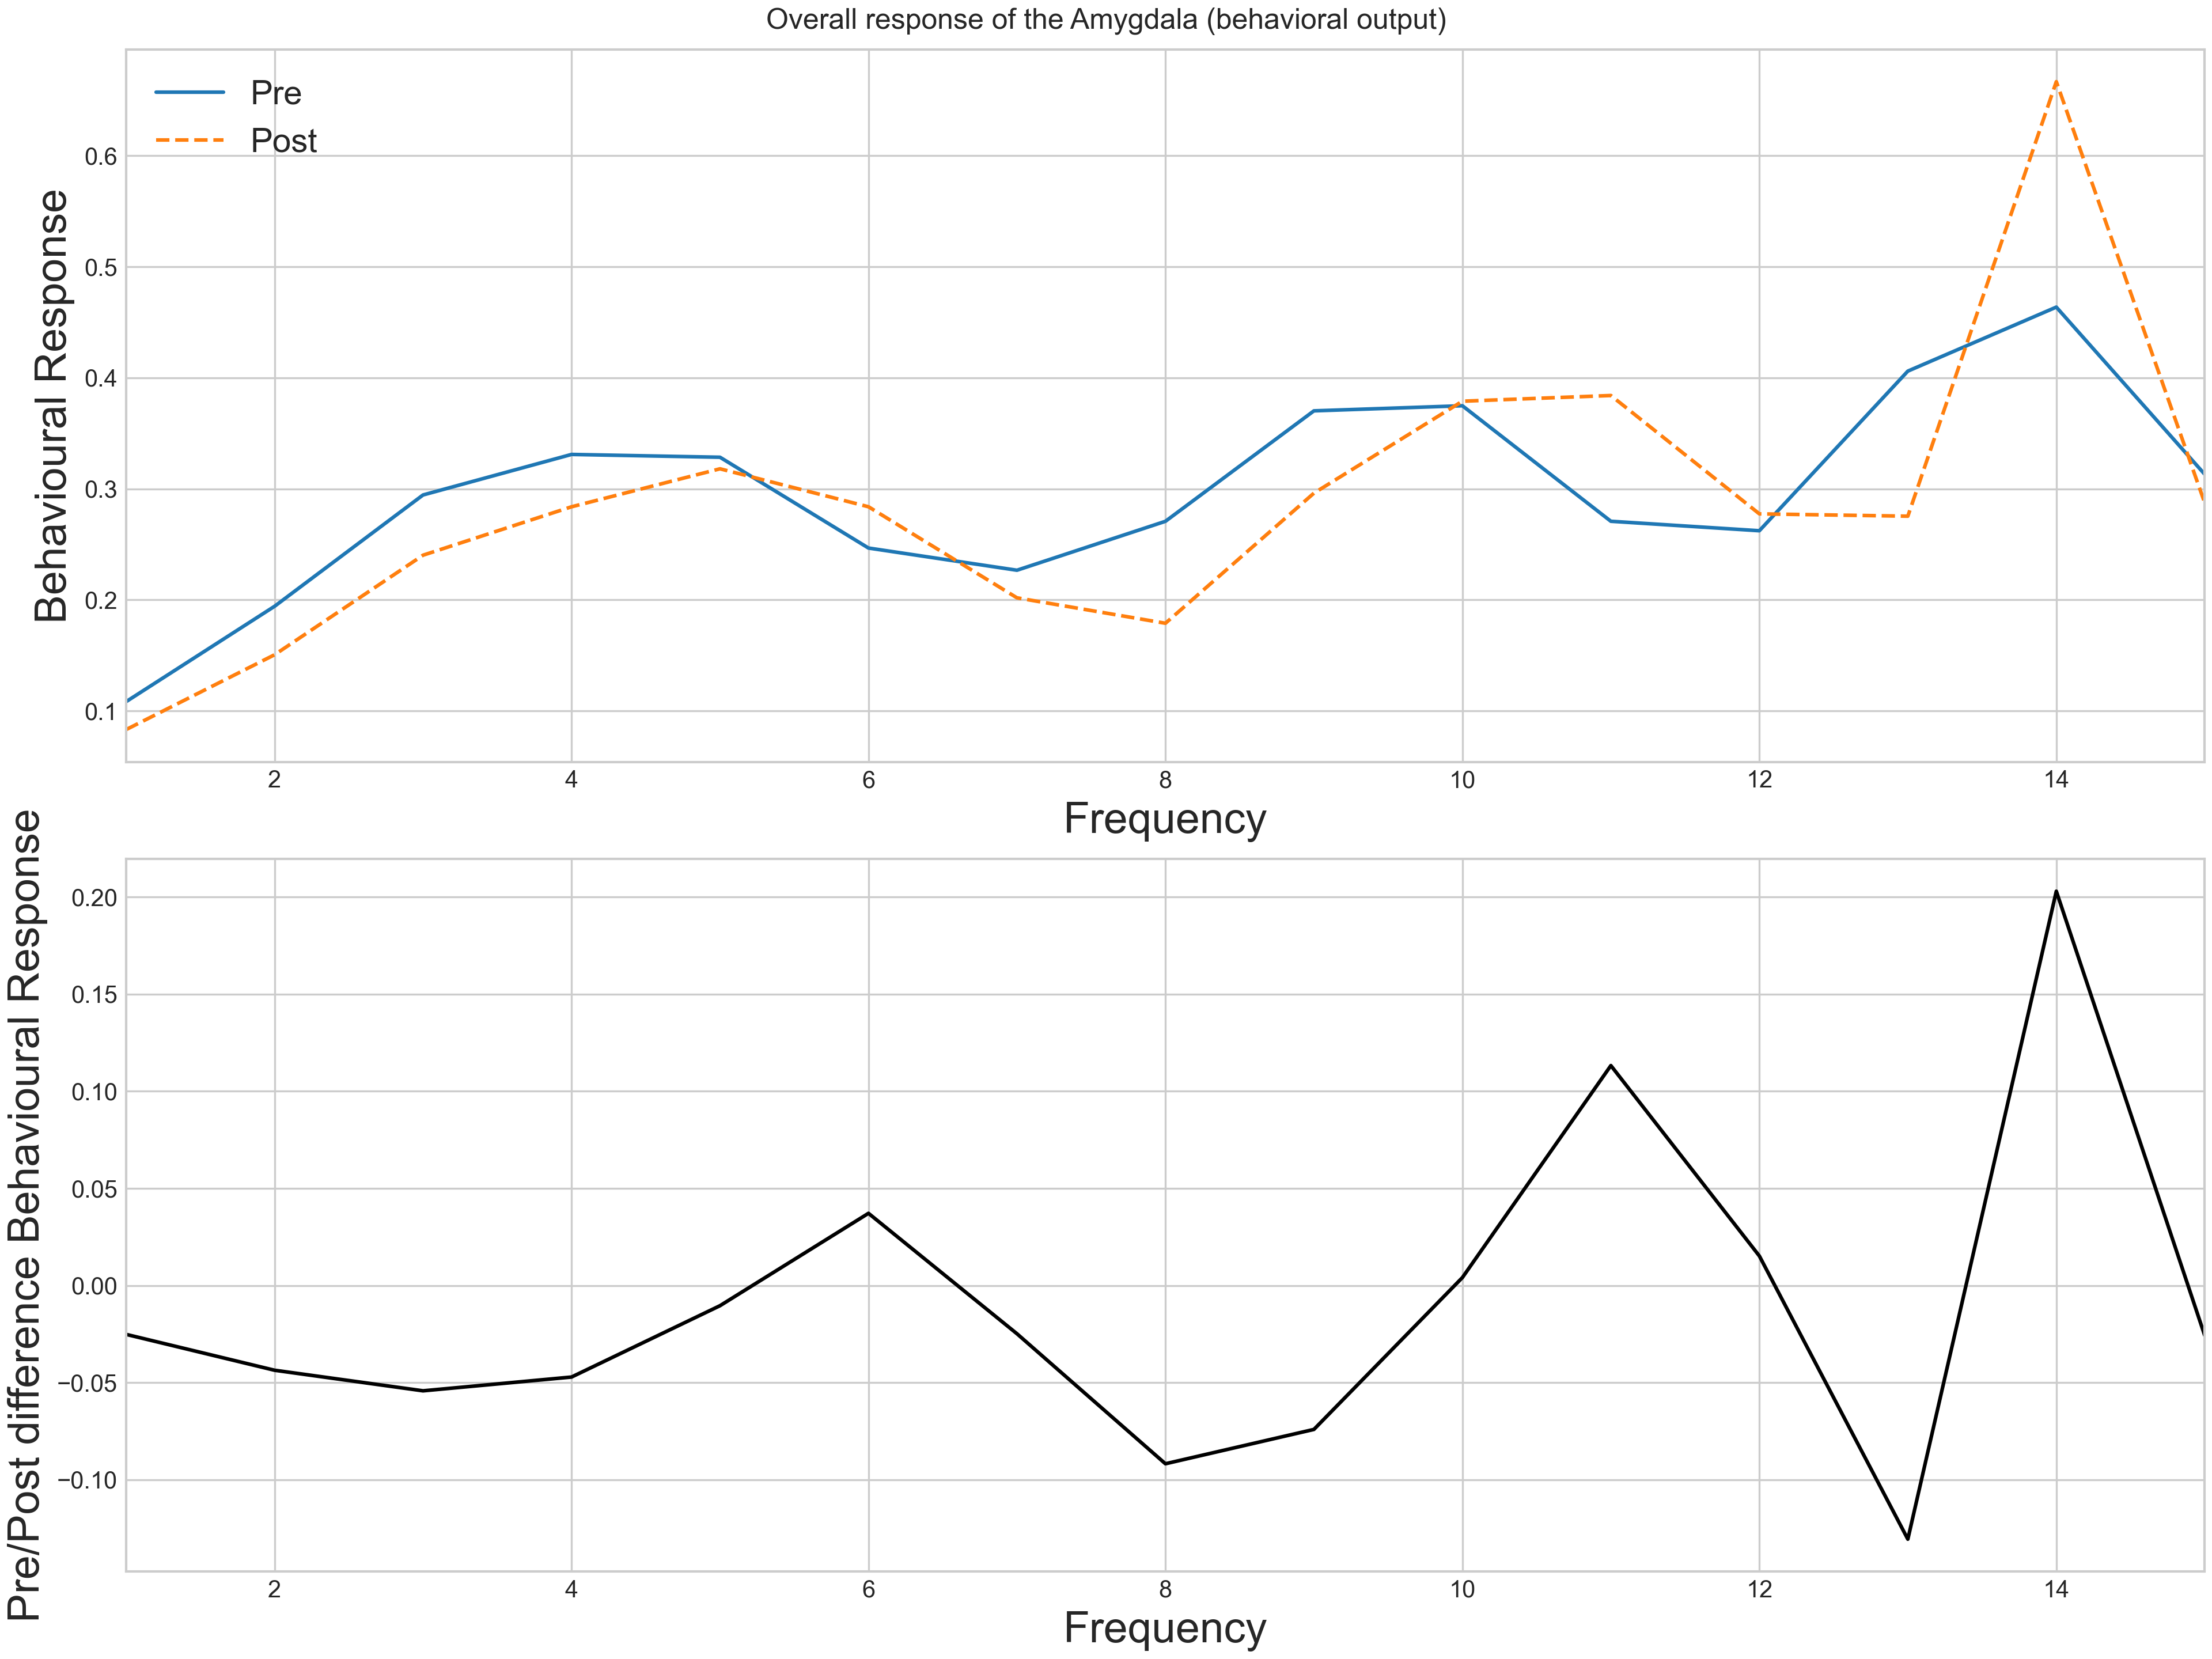 Overall response of the Amygdala (behavioral output)
Pre
Post
Behavioural Response
0.6
0.5
0.4
0.3
0.2
0.1
2 4 6 8 10 12 14
Frequency
Pre/Post difference Behavioural Response
0.20
0.15
0.10
0.05
0.00
−0.05
−0.10
2 4 6 8 10 12 14
Frequency